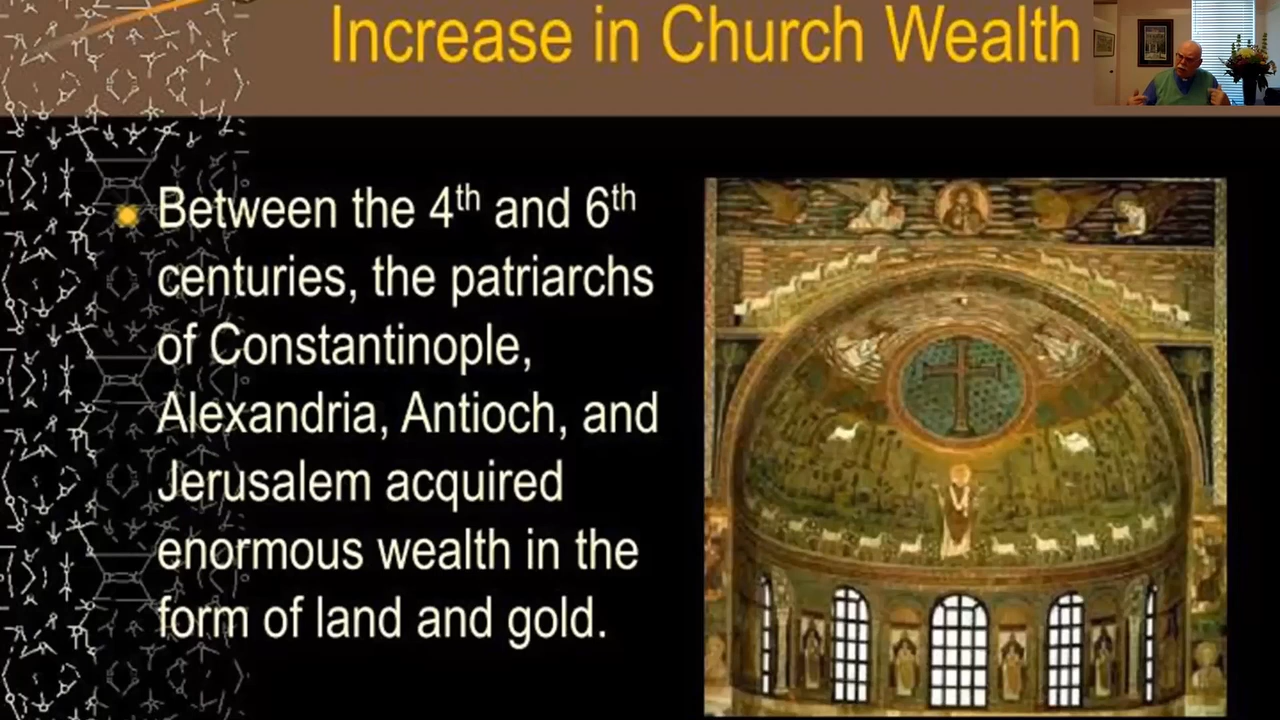 Increase in Church Wealth
Between the 4th and 6th
centuries, the patriarchs
of Constantinople,
Alexandria, Antioch, and
Jerusalem acquired
enormous wealth in the
form of land and gold.